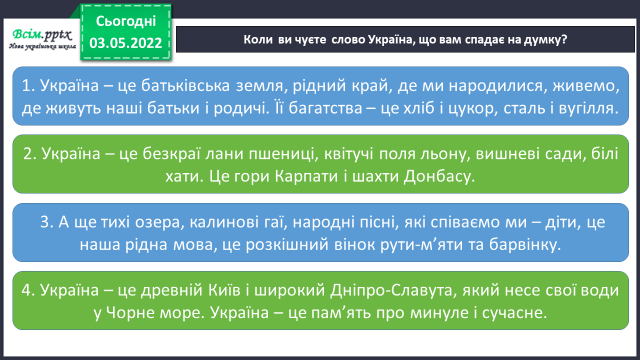 Всім.pptx
Нова українська школа
Сьогодні
03.05.2022
Коли ви чуєте слово Україна, що вам спадає на думку?
1. Україна – це батьківська земля, рідний край, де ми народилися, живемо,
де живуть наші батьки і родичі. Її багатства – це хліб і цукор, сталь і вугілля.
2. Україна – це безкраї лани пшениці, квітучі поля льону, вишневі сади, білі
хати. Це гори Карпати і шахти Донбасу.
3. А ще тихі озера, калинові гаї, народні пісні, які співаємо ми – діти, це
наша рідна мова, це розкішний вінок рути-м’яти та барвінку.
4. Україна – це древній Київ і широкий Дніпро-Славута, який несе свої води
у Чорне море. Україна – це пам’ять про минуле і сучасне.